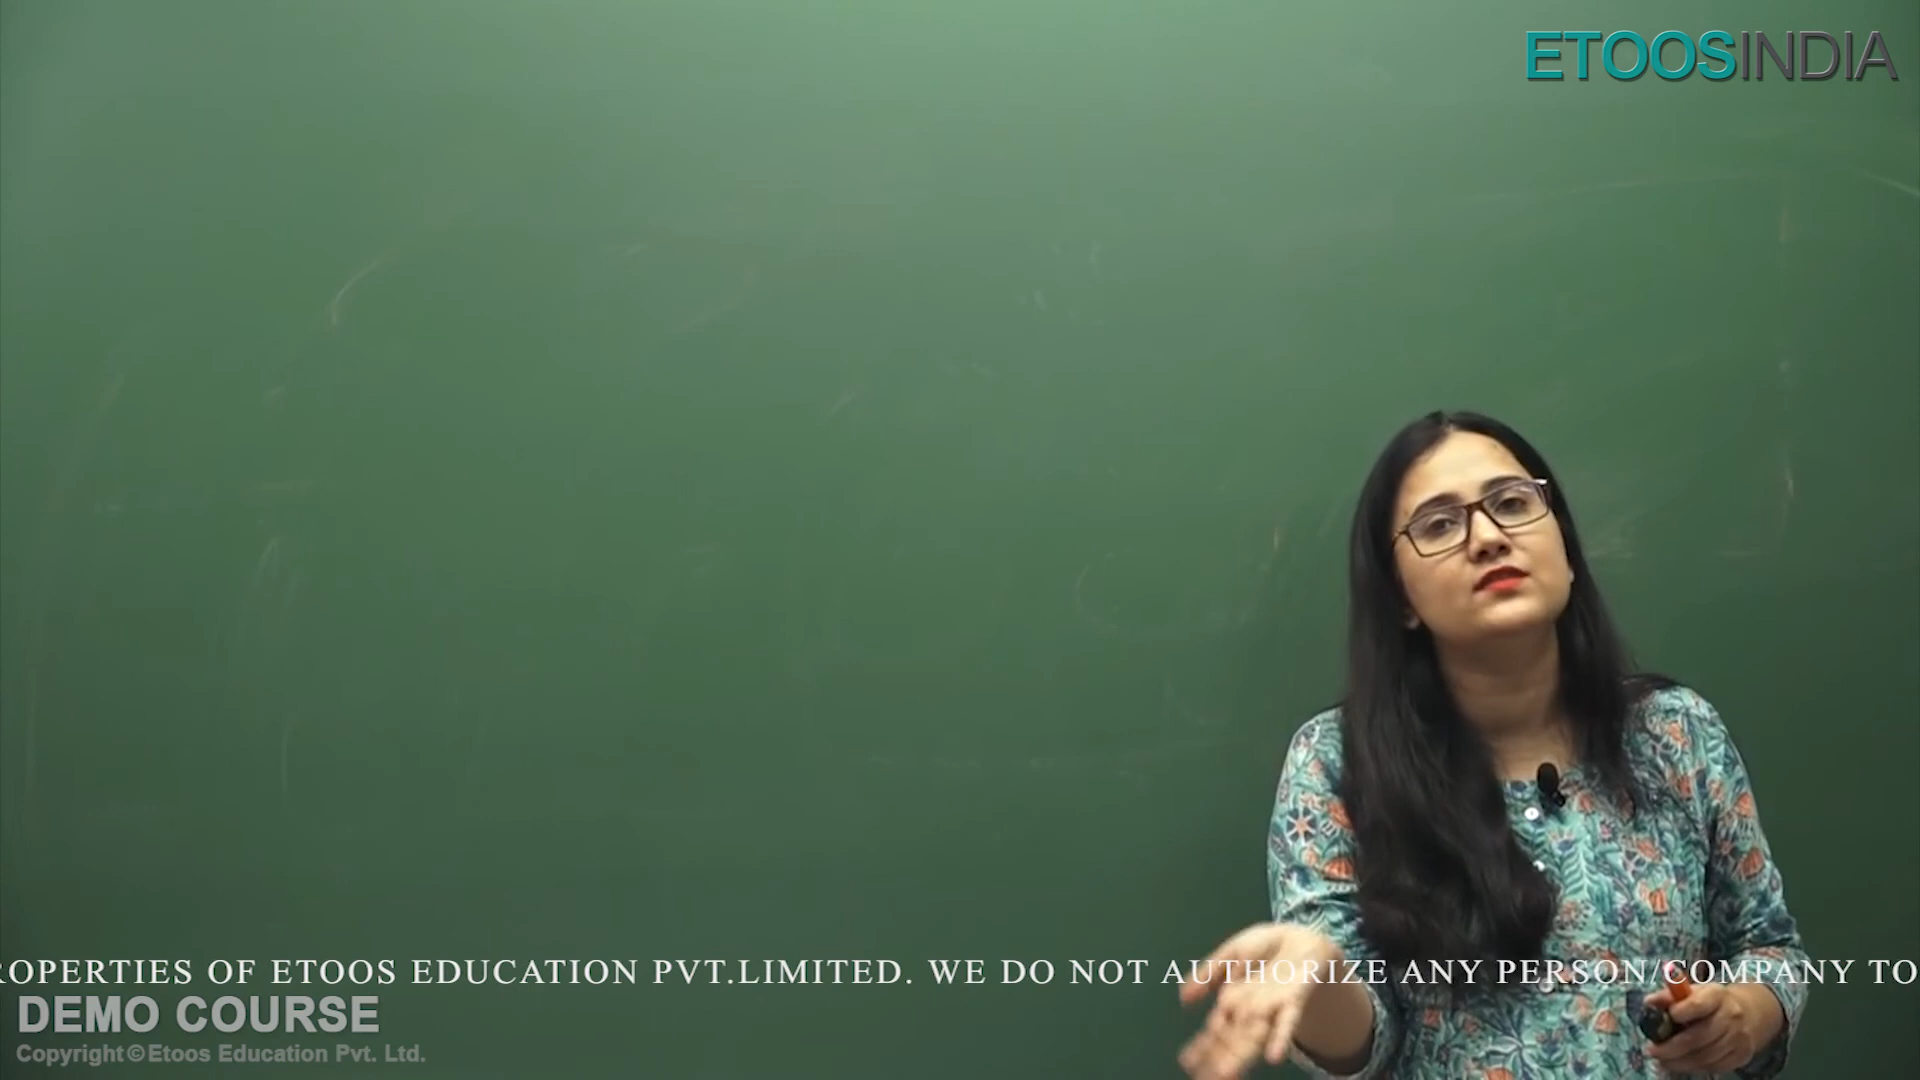 ETOOSINDIA
ROPERTIES OF ETOOS EDUCATION PVT.LIMITED. WE DO NOT AUTHORIZE ANY PERSON/COMPANY TO
DEMO COURSE
Copyright©Etoos Education Pvt. Ltd.